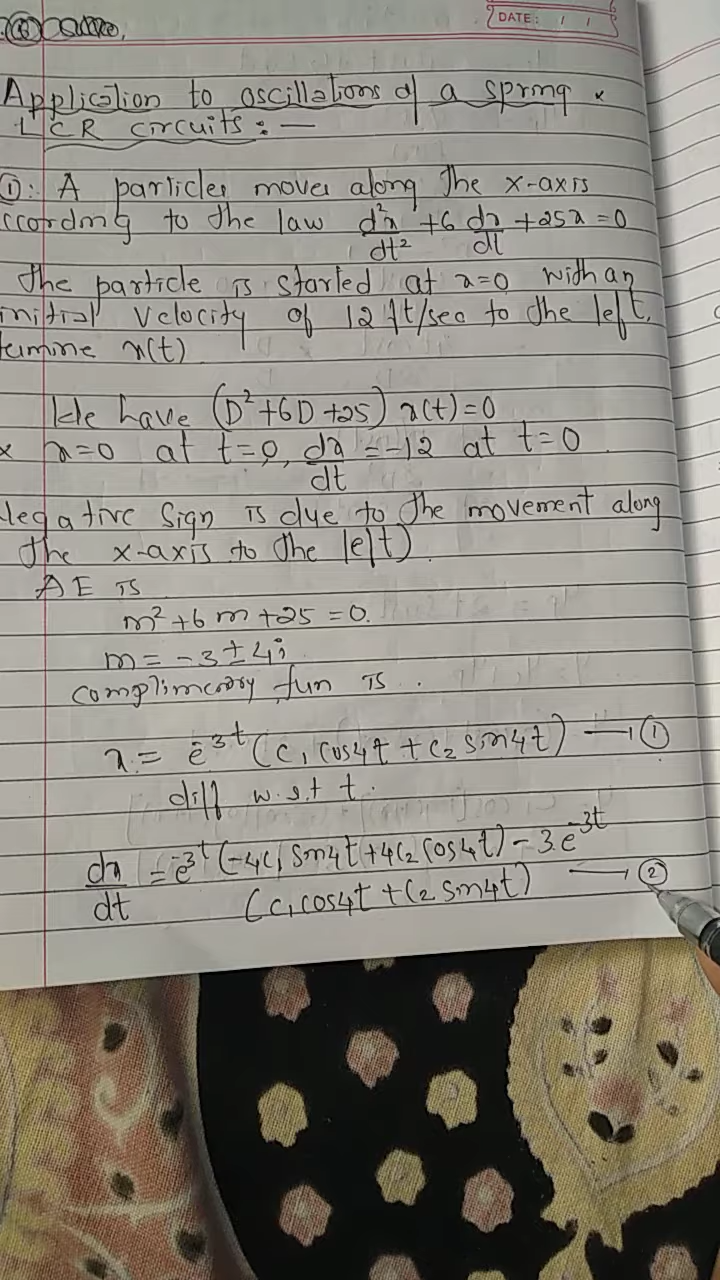 DATE: / /
Application to oscillations of a spring &
LCR circuits: —
①: A particles moves along the x-axis
ccording to the law d²x/dt² + 6 dx/dt + 25x = 0
The particle is started at x=0 with an
initial velocity of 12 ft/sec to the left.
termine x(t)
We have (D² + 6D + 25) x(t) = 0
& x=0 at t=0, dx/dt = -12 at t=0
Negative sign is due to the movement along
the x-axis to the left)
AE is
m² + 6m + 25 = 0.
m = -3 ± 4i
fun is .
x = e^-3t (c₁ cos4t + c₂ sin4t) — ①
diff w.r.t t.
dx/dt = e^-3t (-4c₁ sin4t + 4c₂ cos4t) - 3.e^-3t
(c₁ cos4t + c₂ sin4t) — ②